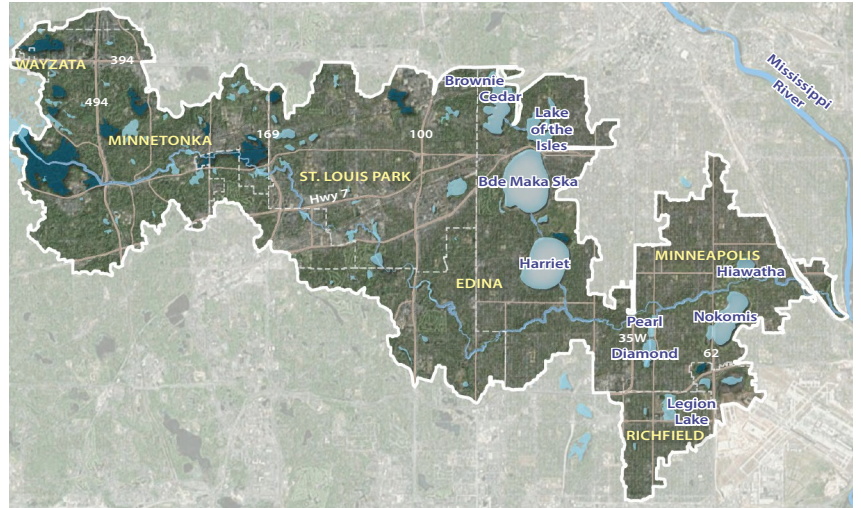 WAYZATA
394
494
MINNETONKA
169
ST. LOUIS PARK
Hwy 7
100
Brownie
Cedar
Lake
of the
Isles
Bde Maka Ska
Harriet
EDINA
Mississippi
River
MINNEAPOLIS
Hiawatha
Nokomis
Pearl
35W
Diamond
62
Legion
Lake
RICHFIELD